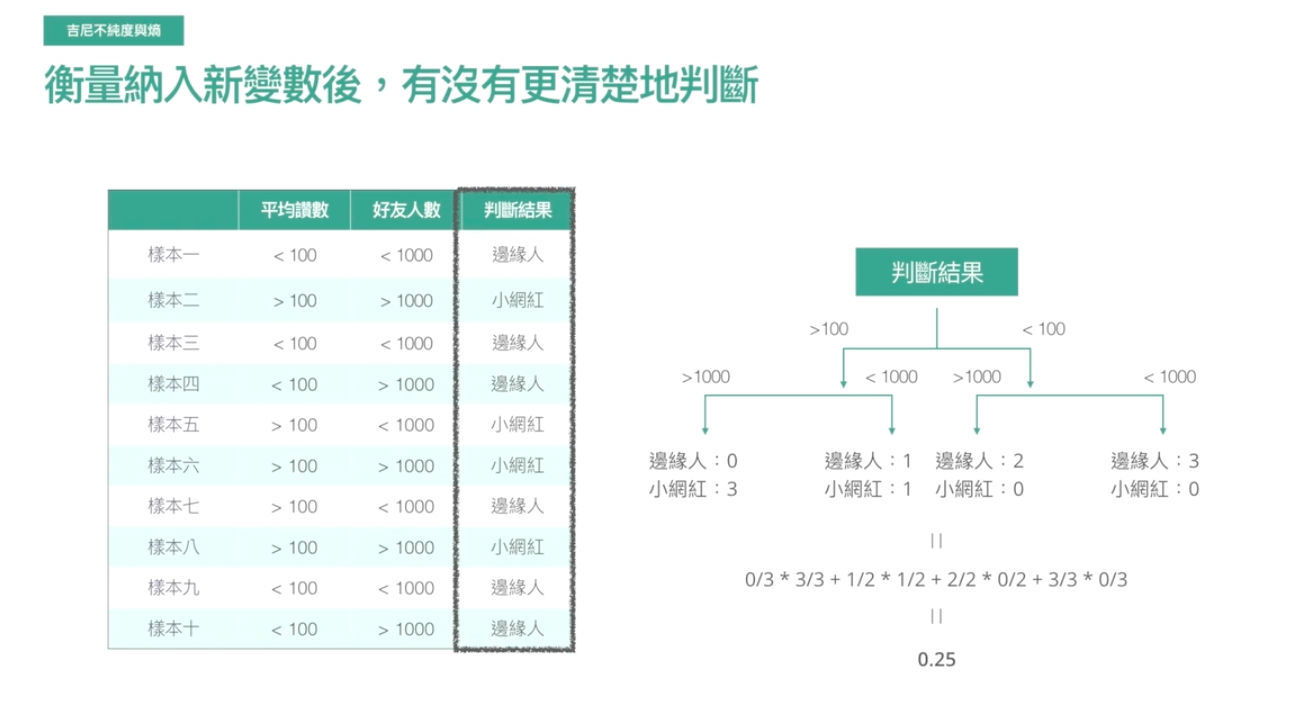 吉尼不純度與熵
衡量納入新變數後，有沒有更清楚地判斷
平均讚數 好友人數 判斷結果
樣本一 < 100 < 1000 邊緣人
樣本二 > 100 > 1000 小網紅
樣本三 < 100 < 1000 邊緣人
樣本四 < 100 > 1000 邊緣人
樣本五 > 100 < 1000 小網紅
樣本六 > 100 > 1000 小網紅
樣本七 > 100 < 1000 邊緣人
樣本八 > 100 > 1000 小網紅
樣本九 < 100 < 1000 邊緣人
樣本十 < 100 > 1000 邊緣人
判斷結果
>100 < 100
>1000 < 1000 >1000 < 1000
邊緣人：0 邊緣人：1 邊緣人：2 邊緣人：3
小網紅：3 小網紅：1 小網紅：0 小網紅：0
||
0/3 * 3/3 + 1/2 * 1/2 + 2/2 * 0/2 + 3/3 * 0/3
||
0.25